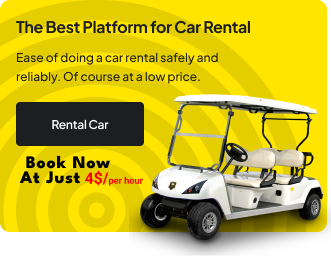 The Best Platform for Car Rental
Ease of doing a car rental safely and
reliably. Of course at a low price.
Rental Car
Book Now
At Just 4$/per hour